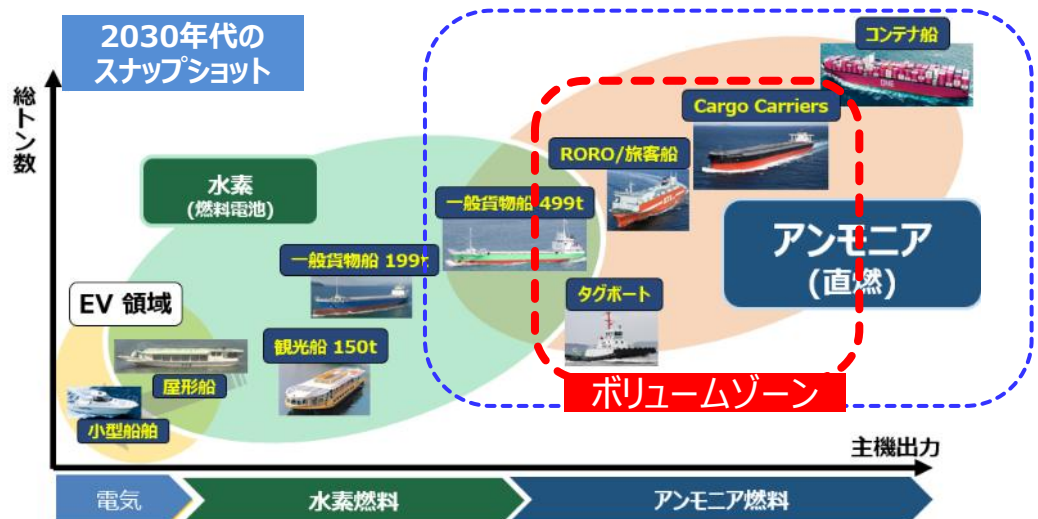 2030年代の
スナップショット
総トン数
コンテナ船
Cargo Carriers
RORO/旅客船
水素
(燃料電池)
一般貨物船 499t
アンモニア
(直燃)
一般貨物船 199t
タグボート
EV 領域
観光船 150t
屋形船
ボリュームゾーン
小型船舶
主機出力
電気
水素燃料
アンモニア燃料